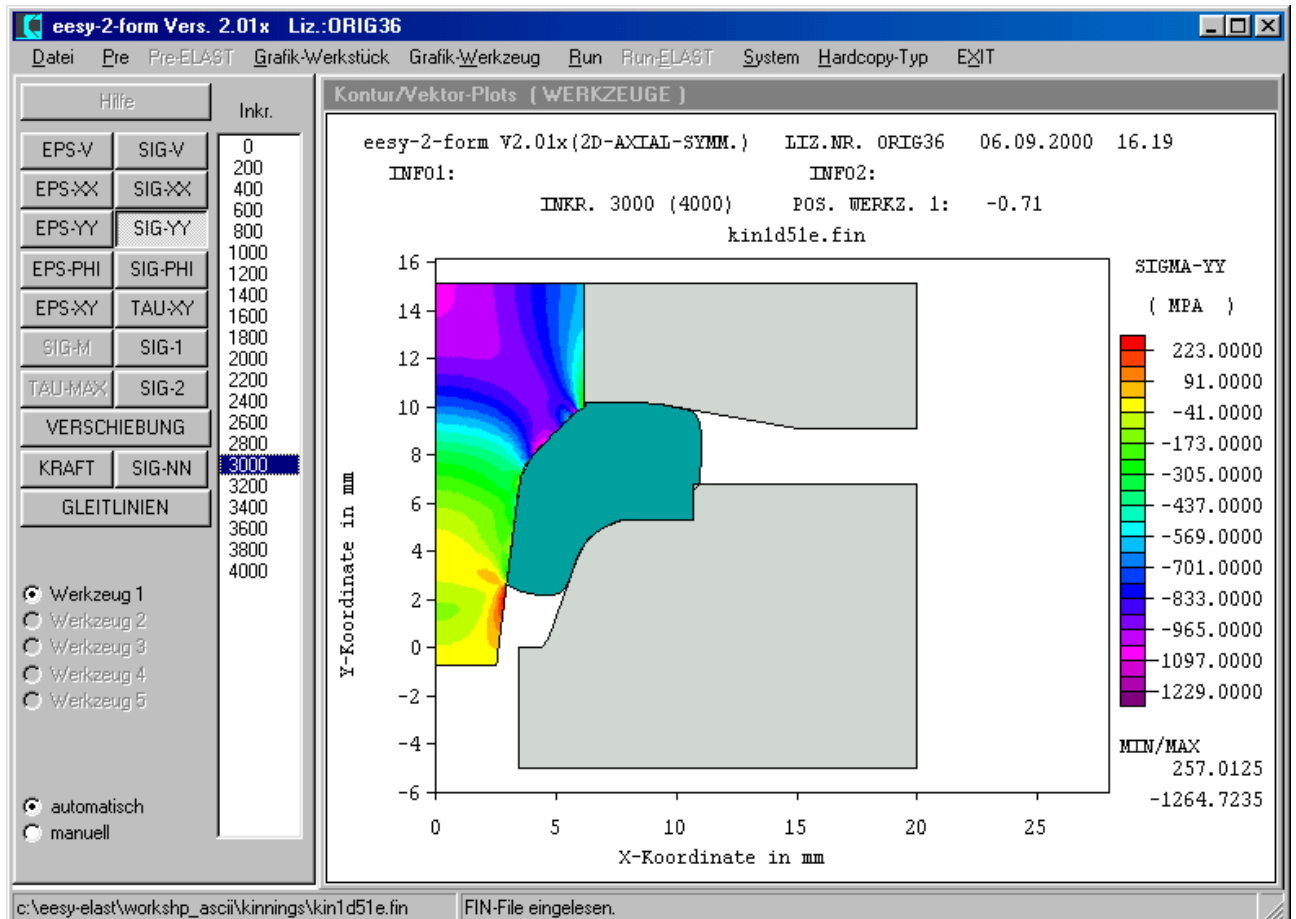 eesy-2-form Vers. 2.01x Liz.:ORIG36
Datei Pre Pre-ELAST Grafik-Werkstück Grafik-Werkzeug Run Run-ELAST System Hardcopy-Typ EXIT
Hilfe
Inkr.
EPS-V SIG-V
EPS-XX SIG-XX
EPS-YY SIG-YY
EPS-PHI SIG-PHI
EPS-XY TAU-XY
SIG-M SIG-1
TAU-MAX SIG-2
VERSCHIEBUNG
KRAFT SIG-NN
GLEITLINIEN
0
200
400
600
800
1000
1200
1400
1600
1800
2000
2200
2400
2600
2800
3000
3200
3400
3600
3800
4000
Werkzeug 1
Werkzeug 2
Werkzeug 3
Werkzeug 4
Werkzeug 5
automatisch
manuell
Kontur/Vektor-Plots ( WERKZEUGE )
eesy-2-form V2.01x(2D-AXIAL-SYMM.) LIZ.NR. ORIG36 06.09.2000 16.19
INFO1: INFO2:
INKR. 3000 (4000) POS. WERKZ. 1: -0.71
kin1d51e.fin
16
14
12
10
8
6
4
2
0
-2
-4
-6
Y-Koordinate in mm
0 5 10 15 20 25
X-Koordinate in mm
SIGMA-YY
( MPA )
223.0000
91.0000
-41.0000
-173.0000
-305.0000
-437.0000
-569.0000
-701.0000
-833.0000
-965.0000
-1097.0000
-1229.0000
MIN/MAX
257.0125
-1264.7235
c:\eesy-elast\workshp_ascii\kinnings\kin1d51e.fin FIN-File eingelesen.